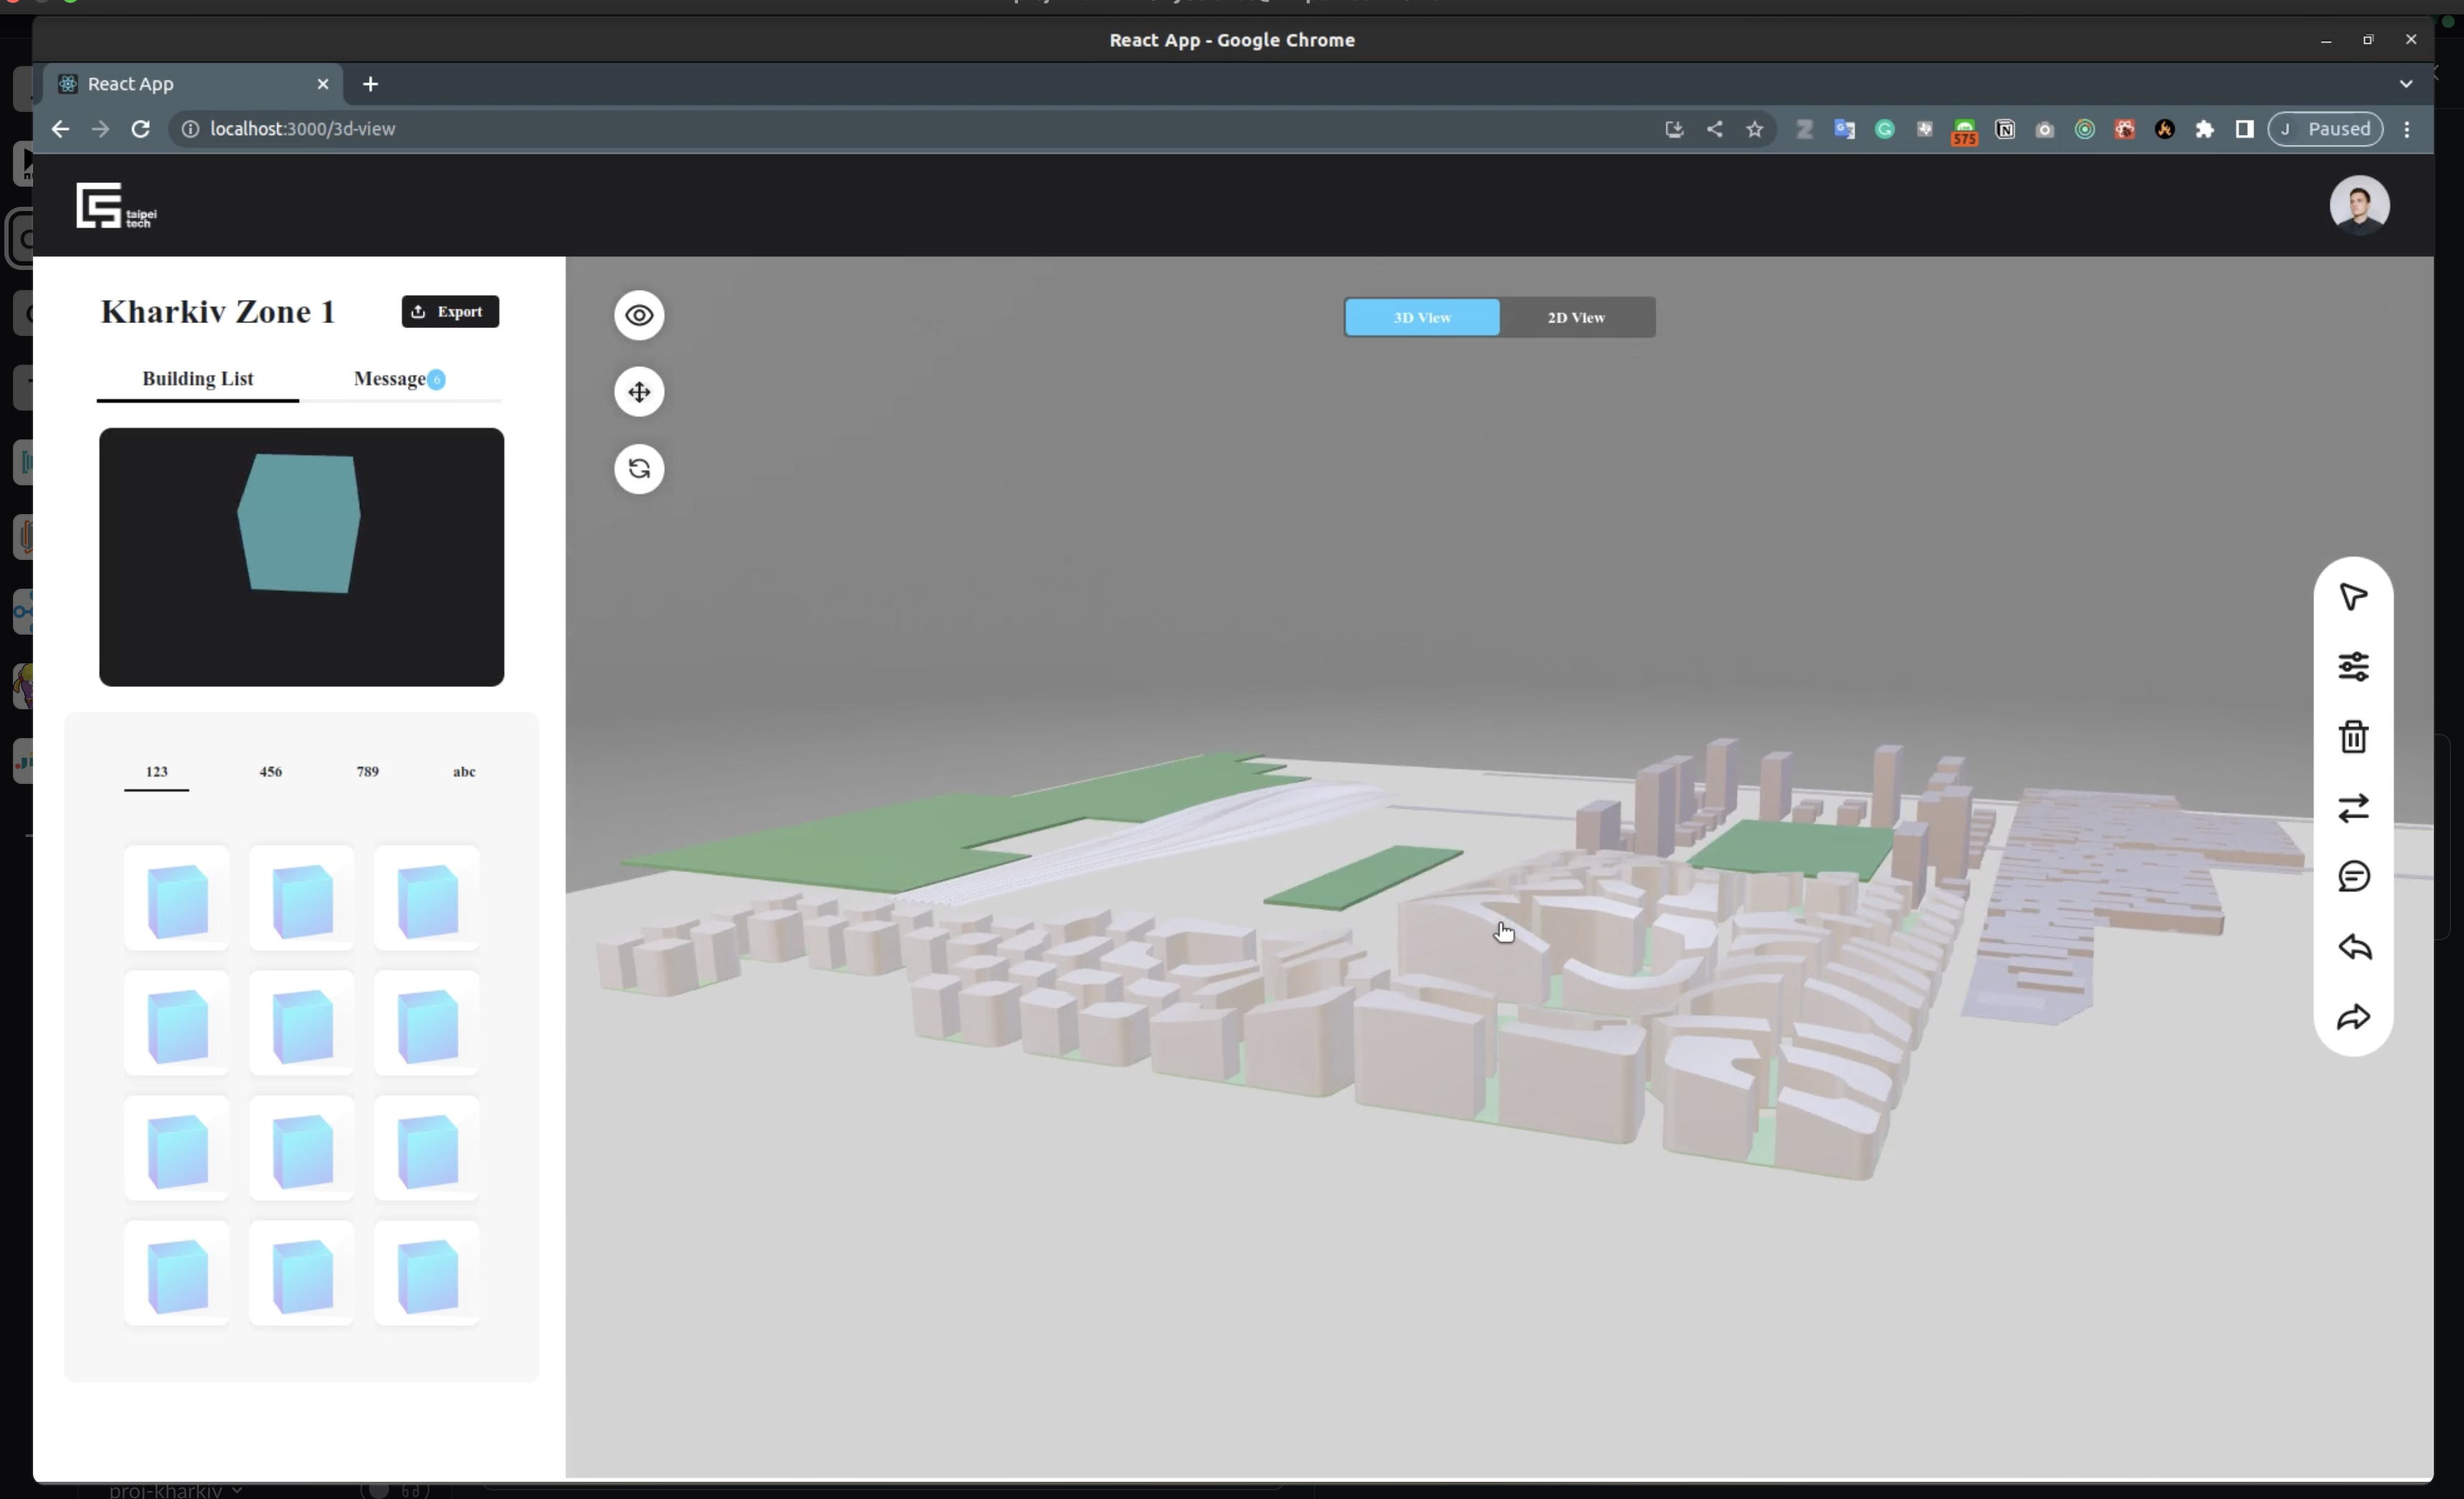 React App - Google Chrome
React App
localhost:3000/3d-view
575
J Paused
taipei
tech
Kharkiv Zone 1
Export
3D View
2D View
Building List
Message 6
123
456
789
abc
proj-kharkiv